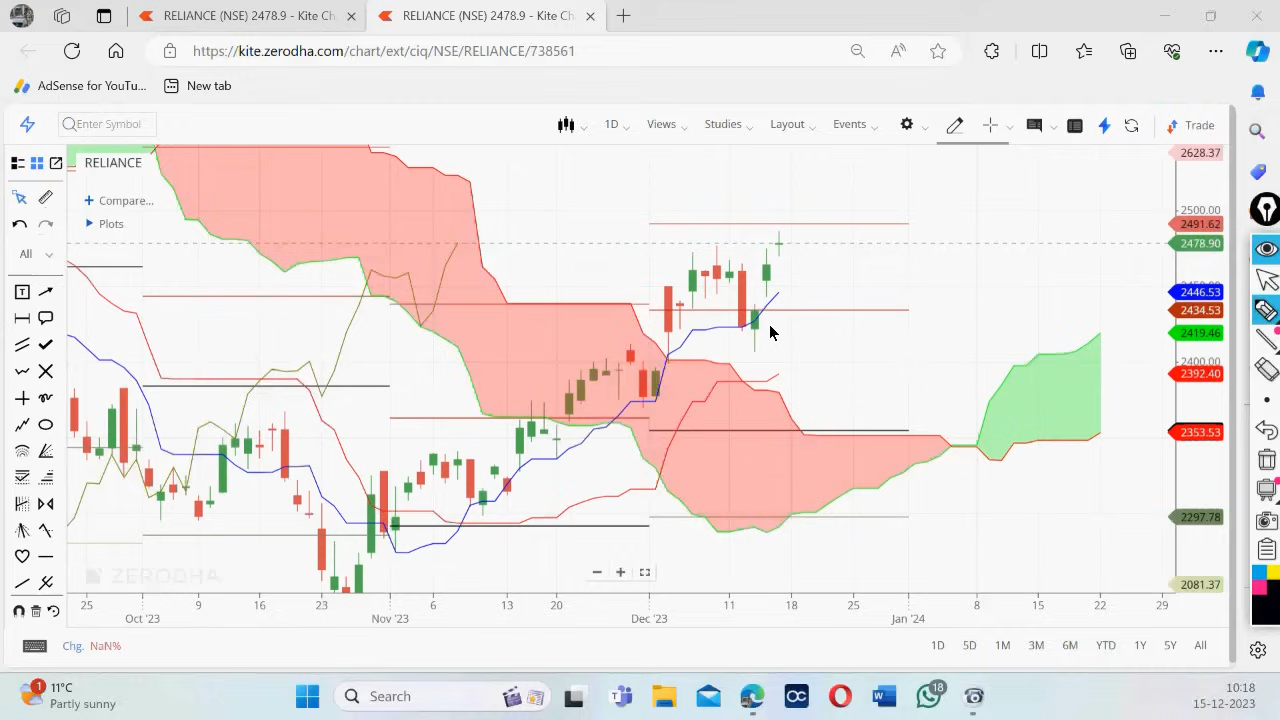 RELIANCE (NSE) 2478.9 - Kite Ch
RELIANCE (NSE) 2478.9 - Kite Ch
https://kite.zerodha.com/chart/ext/ciq/NSE/RELIANCE/738561
AdSense for YouTu...
New tab
Enter Symbol
1D
Views
Studies
Layout
Events
Trade
RELIANCE
Compare...
Plots
All
2628.37
2500.00
2491.62
2478.90
2446.53
2434.53
2419.46
2400.00
2392.40
2353.53
2297.78
2081.37
ZERODHA
25 9 16 23 6 13 20 11 18 25 8 15 22 29
Oct '23 Nov '23 Dec '23 Jan '24
Chg. NaN%
1D 5D 1M 3M 6M YTD 1Y 5Y All
1
11°C
Partly sunny
Search
18
10:18
15-12-2023